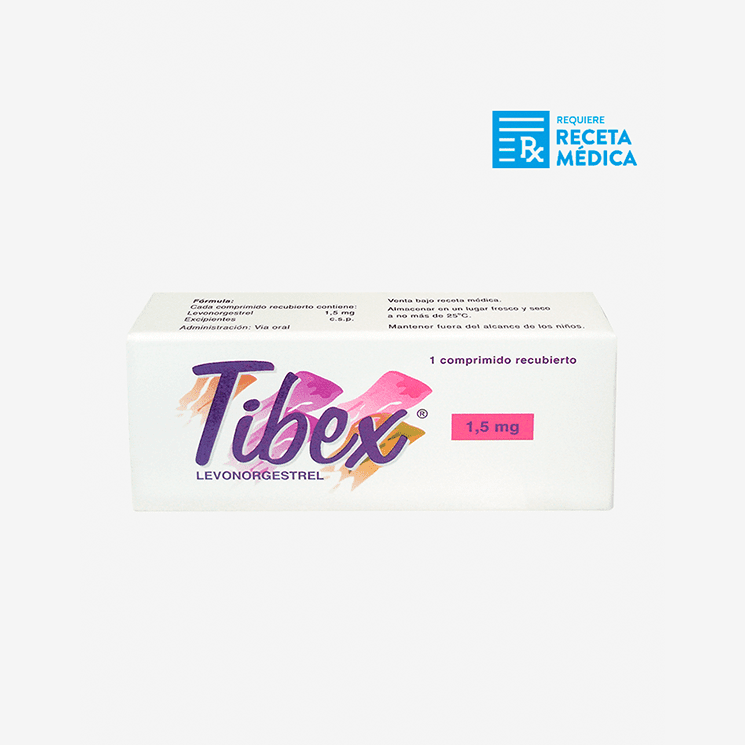 REQUIERE
RECETA
MÉDICA
Rx
Fórmula:
Cada comprimido recubierto contiene:
Levonorgestrel 1,5 mg
Excipientes c.s.p.
Administración: Via oral
Venta bajo receta médica.
Almacenar en un lugar fresco y seco
a no más de 25°C.
Mantener fuera del alcance de los niños.
1 comprimido recubierto
Tibex®
LEVONORGESTREL
1,5 mg